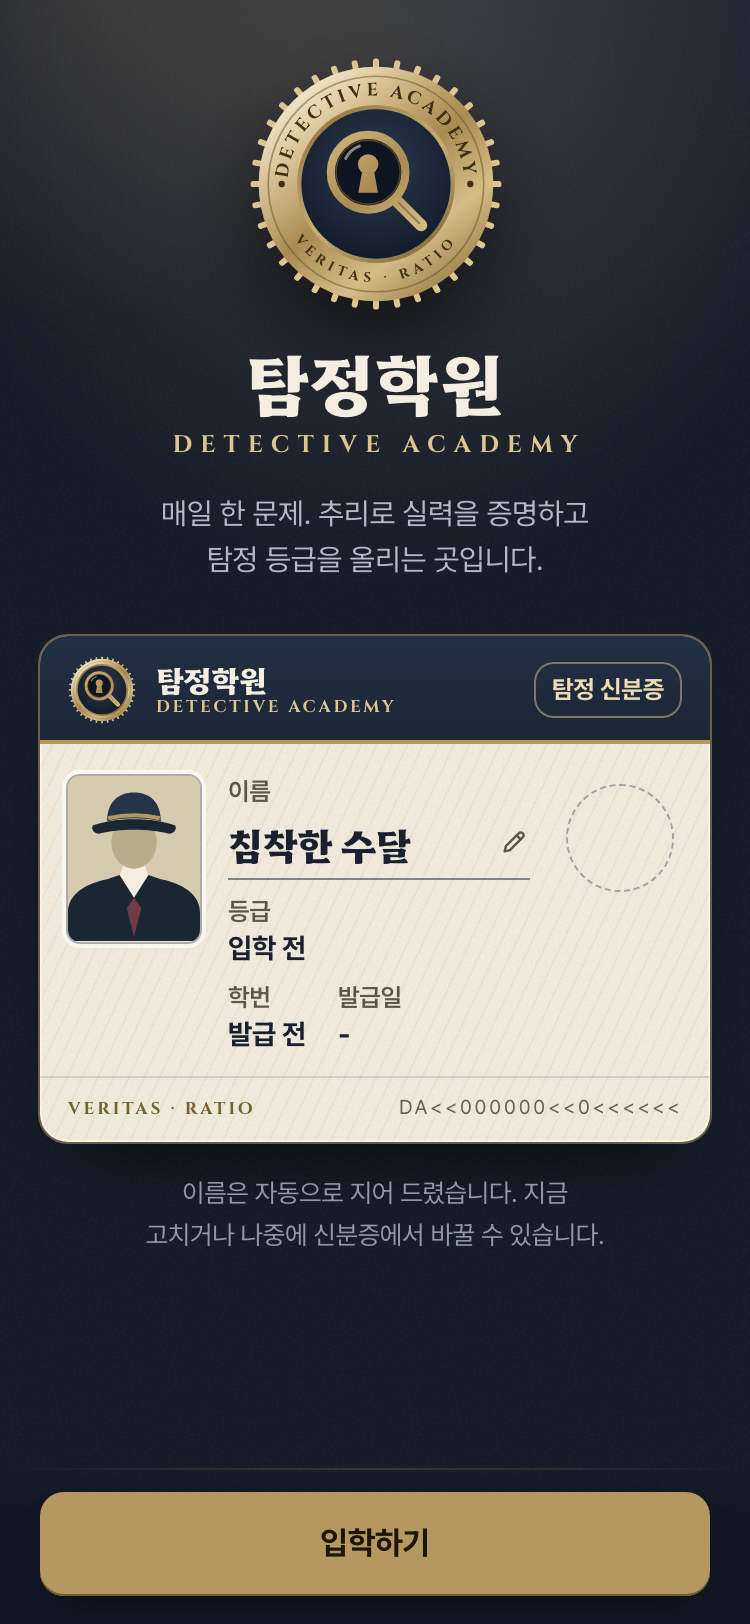 DETECTIVE ACADEMY
VERITAS · RATIO
탐정학원
DETECTIVE ACADEMY
매일 한 문제. 추리로 실력을 증명하고
탐정 등급을 올리는 곳입니다.
탐정학원
DETECTIVE ACADEMY
탐정 신분증
이름
침착한 수달
등급
입학 전
학번 발급일
발급 전 -
VERITAS · RATIO DA<<000000<<0<<<<<<
이름은 자동으로 지어 드렸습니다. 지금
고치거나 나중에 신분증에서 바꿀 수 있습니다.
입학하기